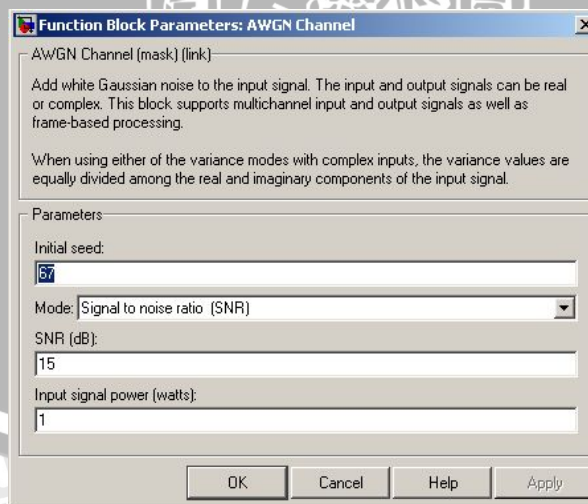 Function Block Parameters: AWGN Channel
AWGN Channel (mask) (link)
Add white Gaussian noise to the input signal. The input and output signals can be real
or complex. This block supports multichannel input and output signals as well as
frame-based processing.
When using either of the variance modes with complex inputs, the variance values are
equally divided among the real and imaginary components of the input signal.
Parameters
Initial seed:
67
Mode: Signal to noise ratio (SNR)
SNR (dB):
15
Input signal power (watts):
1
OK Cancel Help Apply